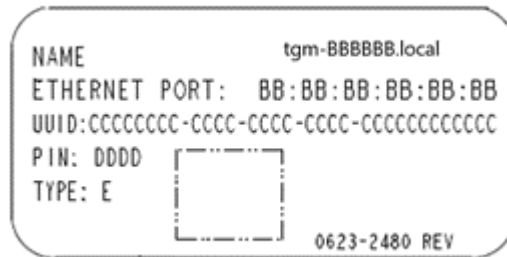 NAME tgm-BBBBBB.local
ETHERNET PORT: BB:BB:BB:BB:BB:BB
UUID:CCCCCCCC-CCCC-CCCC-CCCC-CCCCCCCCCCCC
PIN: DDDD
TYPE: E
0623-2480 REV